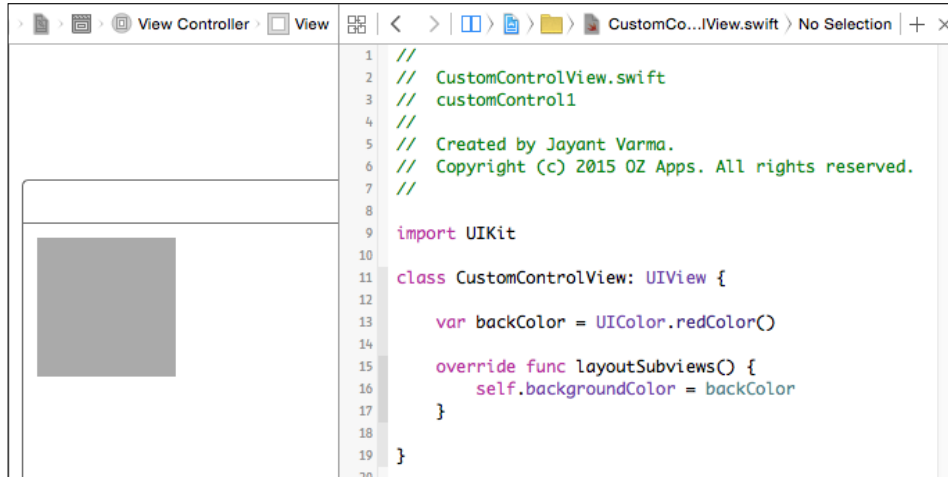 View Controller View CustomCo...lView.swift No Selection
1 //
2 // CustomControlView.swift
3 // customControl1
4 //
5 // Created by Jayant Varma.
6 // Copyright (c) 2015 OZ Apps. All rights reserved.
7 //
8
9 import UIKit
10
11 class CustomControlView: UIView {
12
13 var backColor = UIColor.redColor()
14
15 override func layoutSubviews() {
16 self.backgroundColor = backColor
17 }
18
19 }
20